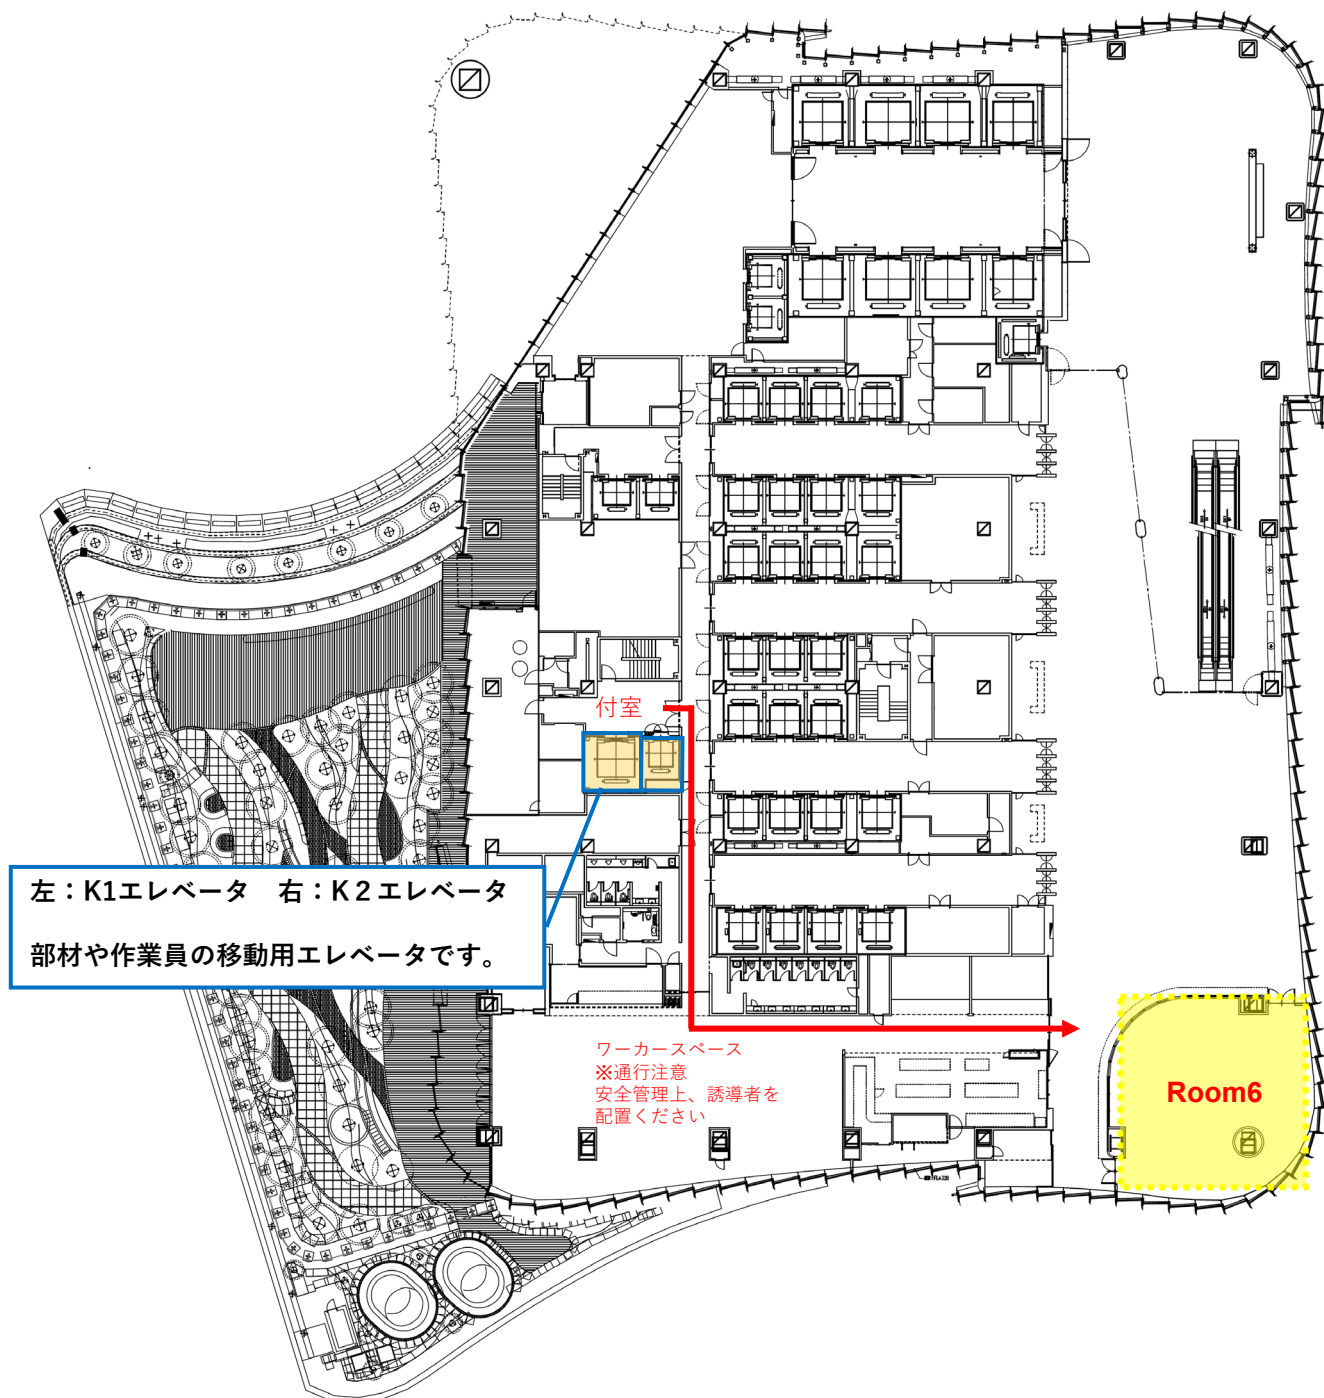 付室
左：K1エレベータ　右：K２エレベータ
部材や作業員の移動用エレベータです。
ワーカースペース
※通行注意
安全管理上、誘導者を
配置ください
Room6